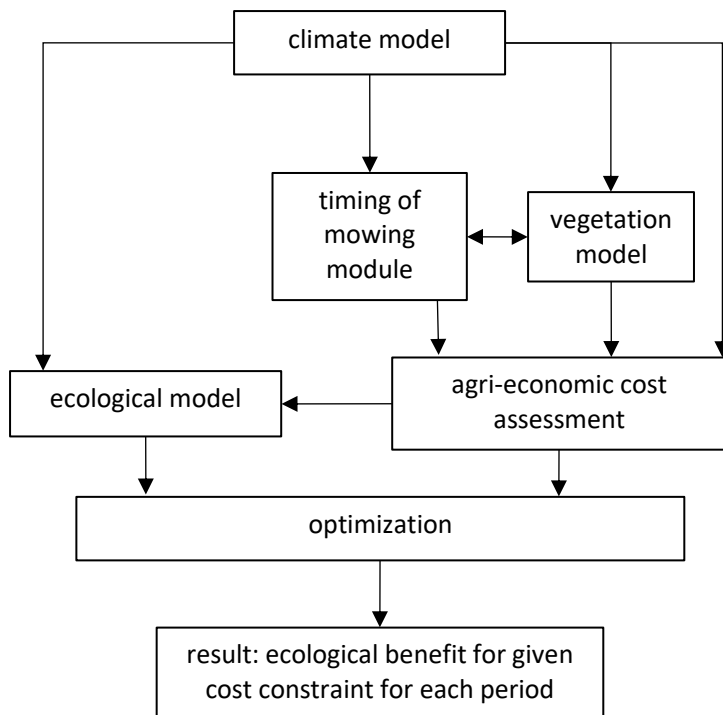 climate model
timing of
mowing
module
vegetation
model
ecological model
agri-economic cost
assessment
optimization
result: ecological benefit for given
cost constraint for each period